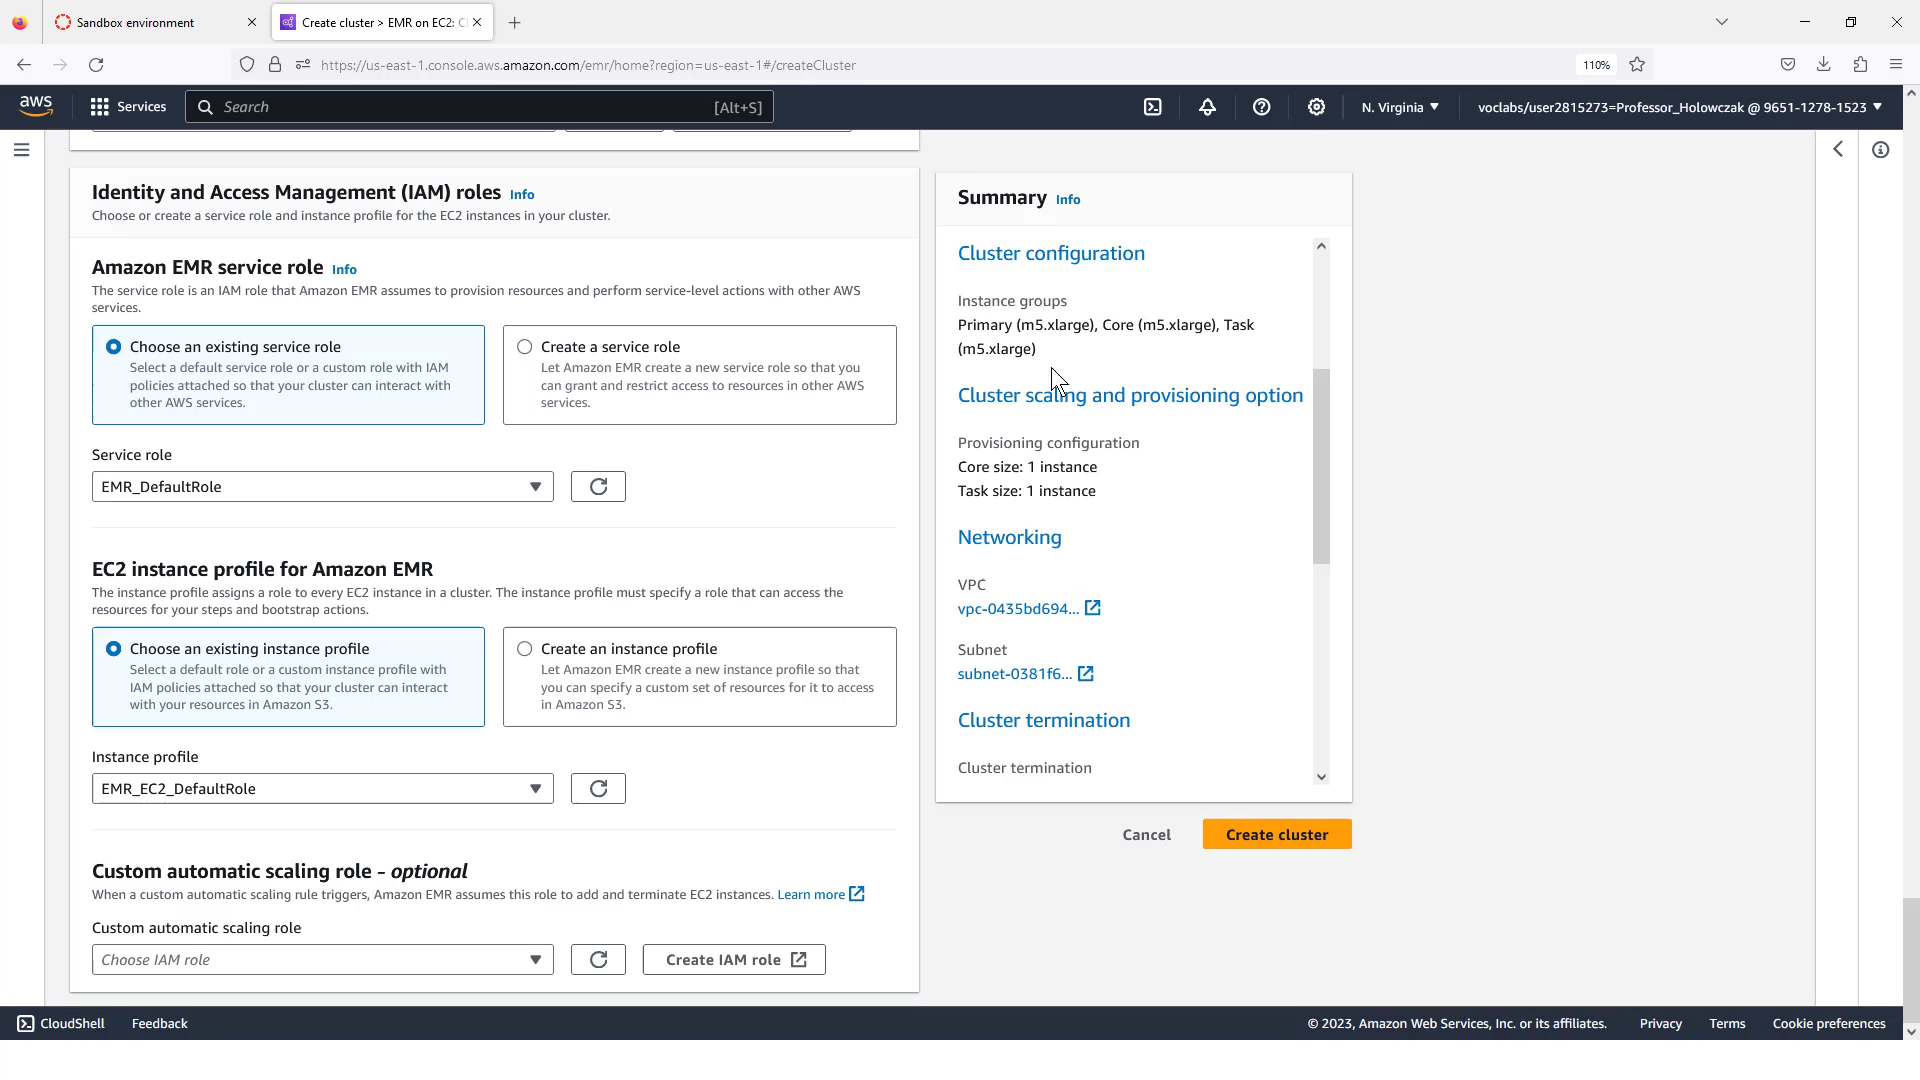 Sandbox environment
Create cluster > EMR on EC2: C
https://us-east-1.console.aws.amazon.com/emr/home?region=us-east-1#/createCluster
110%
aws
Services
Search
[Alt+S]
N. Virginia
voclabs/user2815273=Professor_Holowczak @ 9651-1278-1523
Identity and Access Management (IAM) roles Info
Choose or create a service role and instance profile for the EC2 instances in your cluster.
Amazon EMR service role Info
The service role is an IAM role that Amazon EMR assumes to provision resources and perform service-level actions with other AWS
services.
Choose an existing service role
Select a default service role or a custom role with IAM
policies attached so that your cluster can interact with
other AWS services.
Create a service role
Let Amazon EMR create a new service role so that you
can grant and restrict access to resources in other AWS
services.
Service role
EMR_DefaultRole
EC2 instance profile for Amazon EMR
The instance profile assigns a role to every EC2 instance in a cluster. The instance profile must specify a role that can access the
resources for your steps and bootstrap actions.
Choose an existing instance profile
Select a default role or a custom instance profile with
IAM policies attached so that your cluster can interact
with your resources in Amazon S3.
Create an instance profile
Let Amazon EMR create a new instance profile so that
you can specify a custom set of resources for it to access
in Amazon S3.
Instance profile
EMR_EC2_DefaultRole
Custom automatic scaling role - optional
When a custom automatic scaling rule triggers, Amazon EMR assumes this role to add and terminate EC2 instances. Learn more
Custom automatic scaling role
Choose IAM role
Create IAM role
Summary Info
Cluster configuration
Instance groups
Primary (m5.xlarge), Core (m5.xlarge), Task
(m5.xlarge)
Cluster scaling and provisioning option
Provisioning configuration
Core size: 1 instance
Task size: 1 instance
Networking
VPC
vpc-0435bd694...
Subnet
subnet-0381f6...
Cluster termination
Cluster termination
Cancel
Create cluster
CloudShell
Feedback
© 2023, Amazon Web Services, Inc. or its affiliates.
Privacy
Terms
Cookie preferences